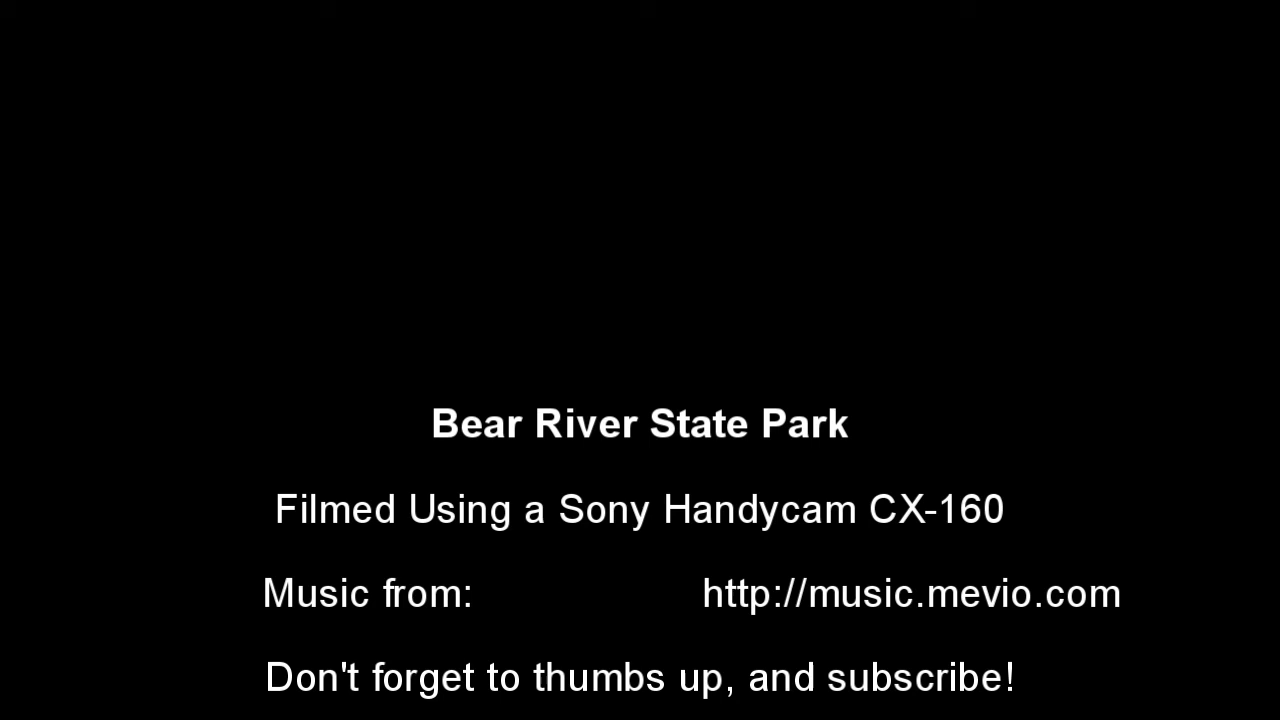 Bear River State Park
Filmed Using a Sony Handycam CX-160
Music from: http://music.mevio.com
Don't forget to thumbs up, and subscribe!